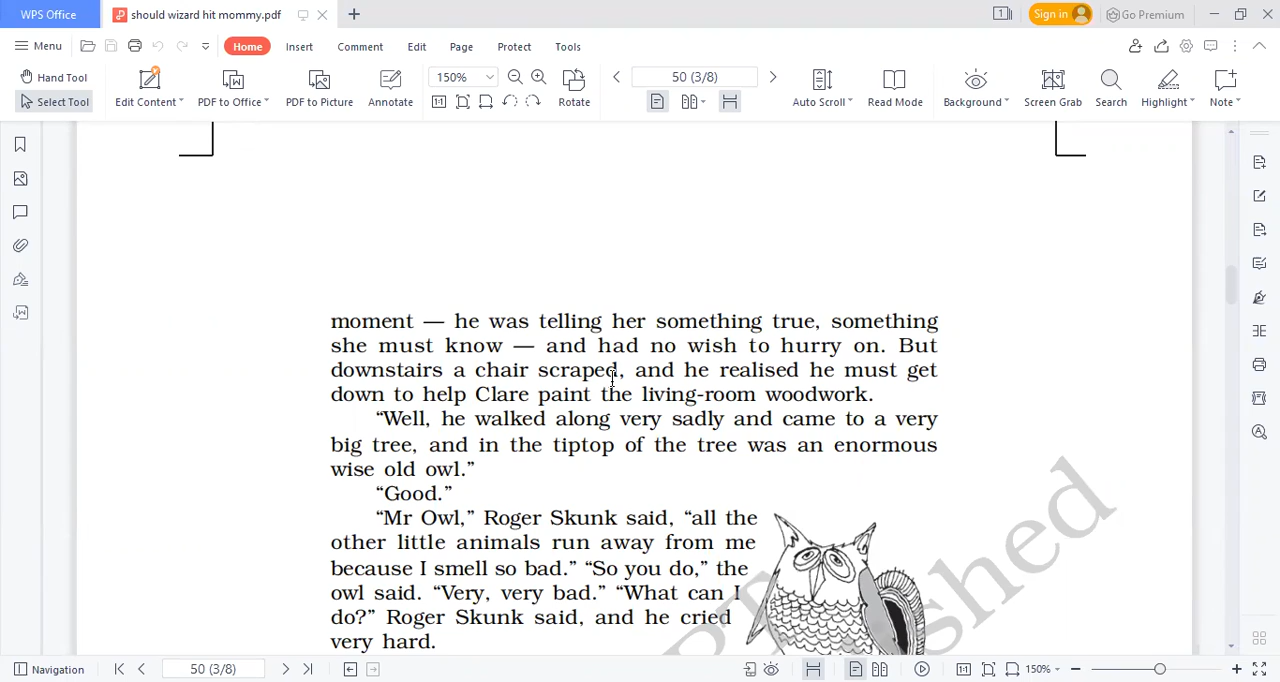 WPS Office
should wizard hit mommy.pdf
1
Sign in
Go Premium
Menu
Home
Insert
Comment
Edit
Page
Protect
Tools
Hand Tool
Select Tool
Edit Content
PDF to Office
PDF to Picture
Annotate
150%
1:1
Rotate
50 (3/8)
Auto Scroll
Read Mode
Background
Screen Grab
Search
Highlight
Note
moment — he was telling her something true, something
she must know — and had no wish to hurry on. But
downstairs a chair scraped, and he realised he must get
down to help Clare paint the living-room woodwork.
“Well, he walked along very sadly and came to a very
big tree, and in the tiptop of the tree was an enormous
wise old owl.”
“Good.”
“Mr Owl,” Roger Skunk said, “all the
other little animals run away from me
because I smell so bad.” “So you do,” the
owl said. “Very, very bad.” “What can I
do?” Roger Skunk said, and he cried
very hard.
shed
Navigation
50 (3/8)
1:1
150%